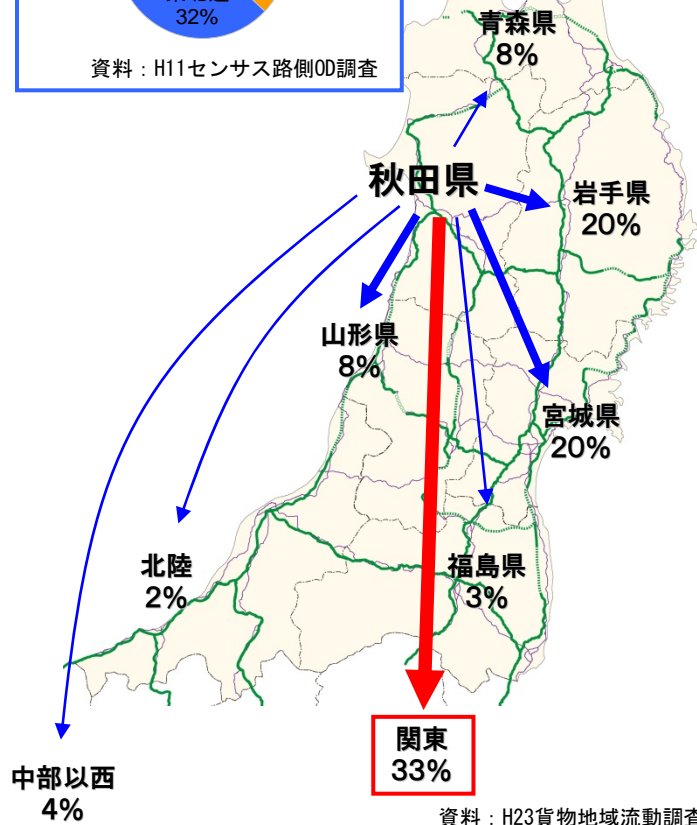 32%
資料：H11センサス路側OD調査
青森県
8%
秋田県
岩手県
20%
山形県
8%
宮城県
20%
北陸
2%
福島県
3%
関東
33%
中部以西
4%
資料：H23貨物地域流動調査